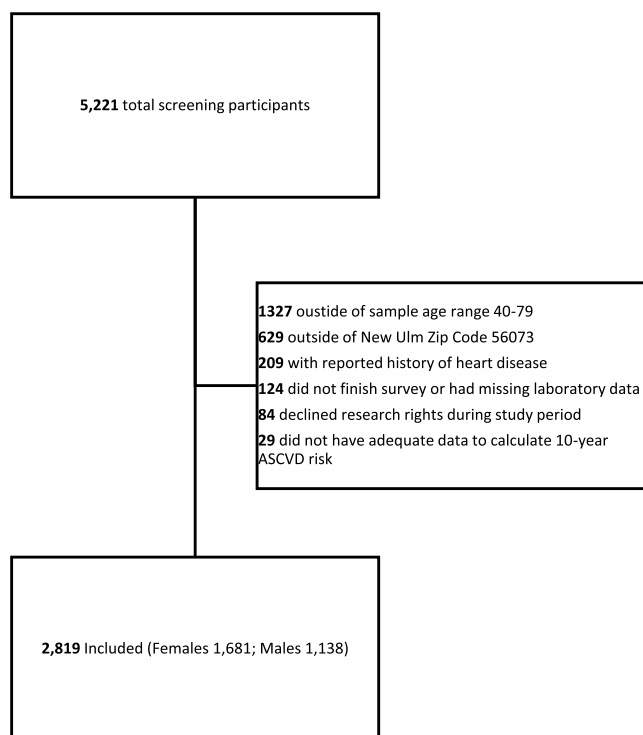 5,221 total screening participants
1327 oustide of sample age range 40-79
629 outside of New Ulm Zip Code 56073
209 with reported history of heart disease
124 did not finish survey or had missing laboratory data
84 declined research rights during study period
29 did not have adequate data to calculate 10-year
ASCVD risk
2,819 Included (Females 1,681; Males 1,138)